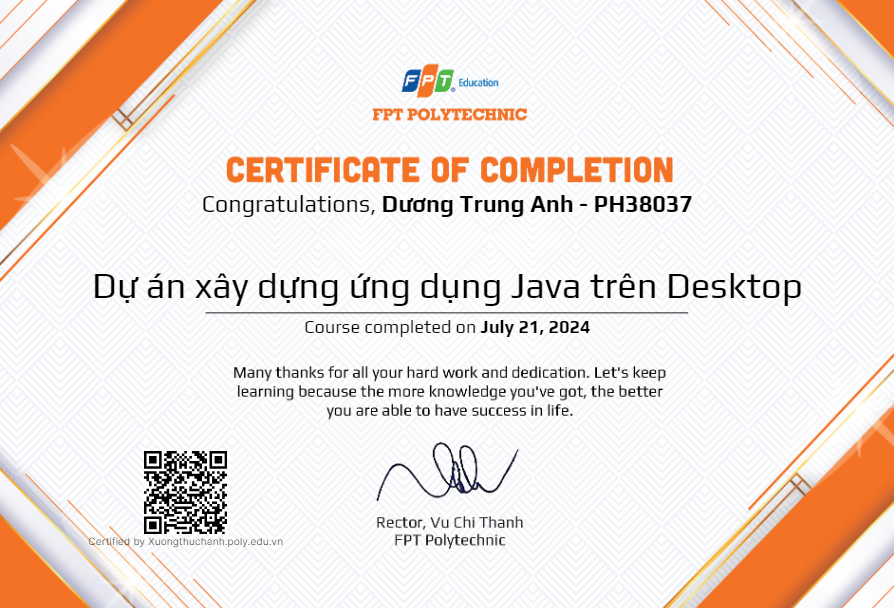 FPT Education
FPT POLYTECHNIC
CERTIFICATE OF COMPLETION
Congratulations, Dương Trung Anh - PH38037
Dự án xây dựng ứng dụng Java trên Desktop
Course completed on July 21, 2024
Many thanks for all your hard work and dedication. Let's keep
learning because the more knowledge you've got, the better
you are able to have success in life.
Rector, Vu Chi Thanh
FPT Polytechnic
Certified by Xuongthuchanh.poly.edu.vn